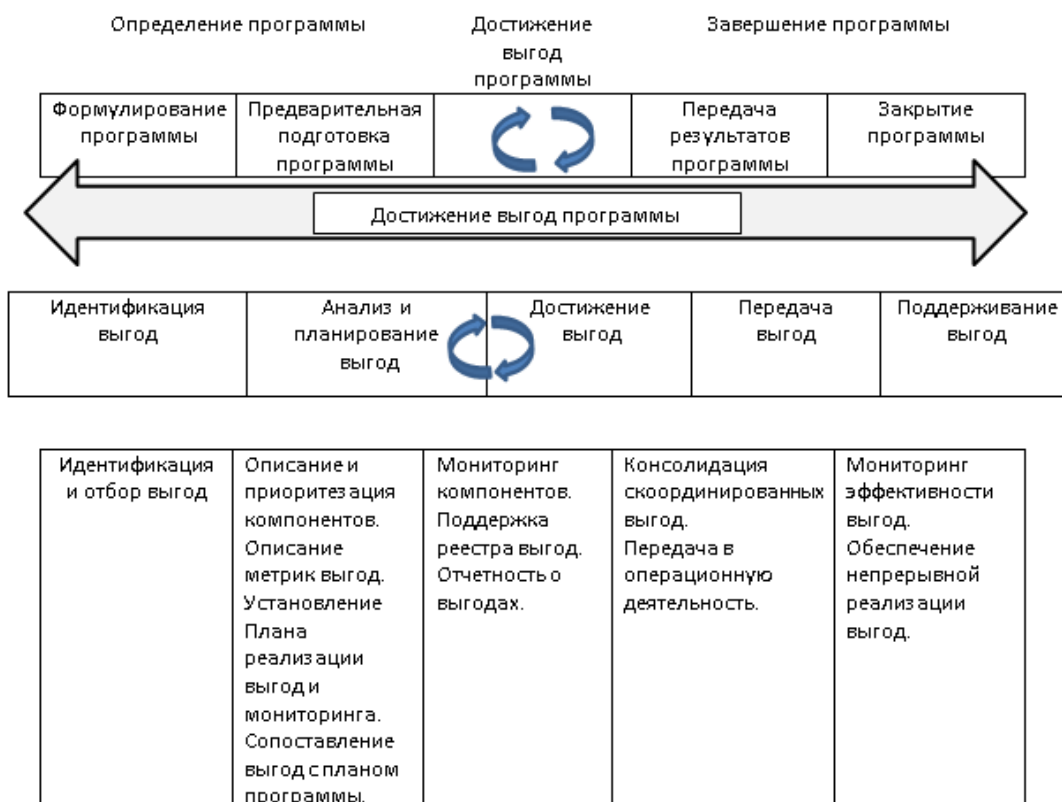 Определение программы
Достижение
выгод
программы
Завершение программы
Формулирование
программы
Предварительная
подготовка
программы
Передача
результатов
программы
Закрытие
программы
Достижение выгод программы
Идентификация
выгод
Анализ и
планирование
выгод
Достижение
выгод
Передача
выгод
Поддерживание
выгод
Идентификация
и отбор выгод
Описание и
приоритезация
компонентов.
Описание
метрик выгод.
Установление
Плана
реализации
выгод и
мониторинга.
Сопоставление
выгод с планом
программы.
Мониторинг
компонентов.
Поддержка
реестра выгод.
Отчетность о
выгодах.
Консолидация
скоординированных
выгод.
Передача в
операционную
деятельность.
Мониторинг
эффективности
выгод.
Обеспечение
непрерывной
реализации
выгод.